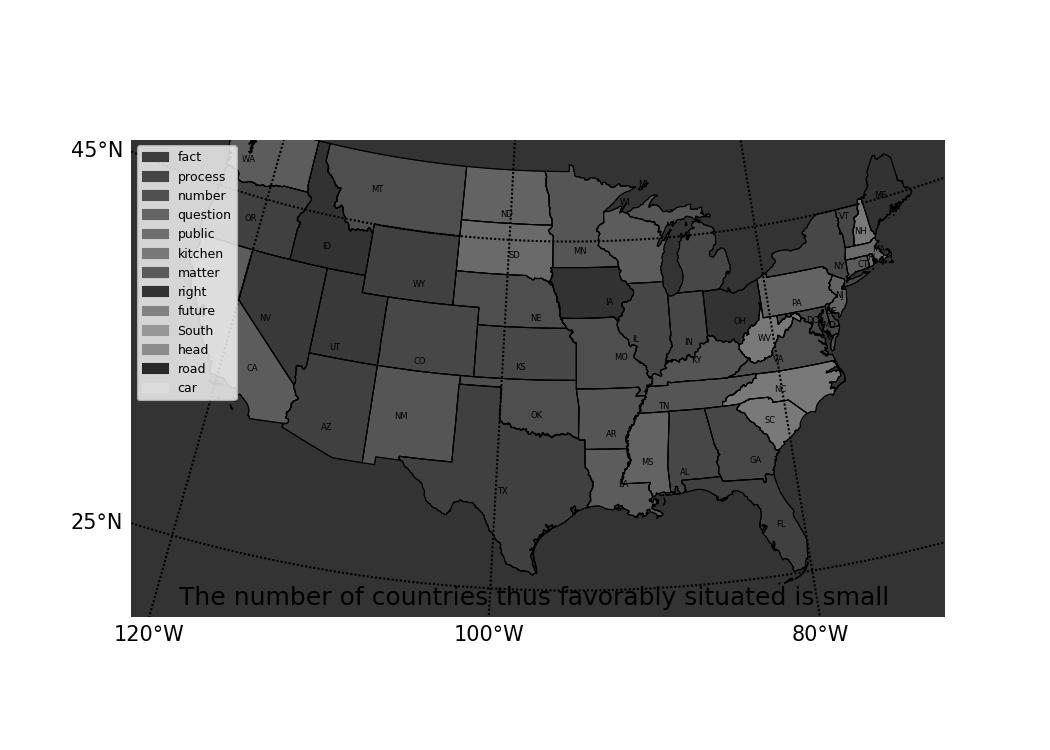 45°N
25°N
120°W
100°W
80°W
fact
process
number
question
public
kitchen
matter
right
future
South
head
road
car
WA
MT
ND
OR
ID
SD
MN
WI
WY
NE
IA
NV
UT
CO
KS
CA
AZ
NM
OK
TX
MO
IL
IN
OH
KY
TN
AR
MS
AL
GA
LA
FL
SC
NC
VA
WV
PA
NY
VT
NH
ME
CT
NJ
The number of countries thus favorably situated is small